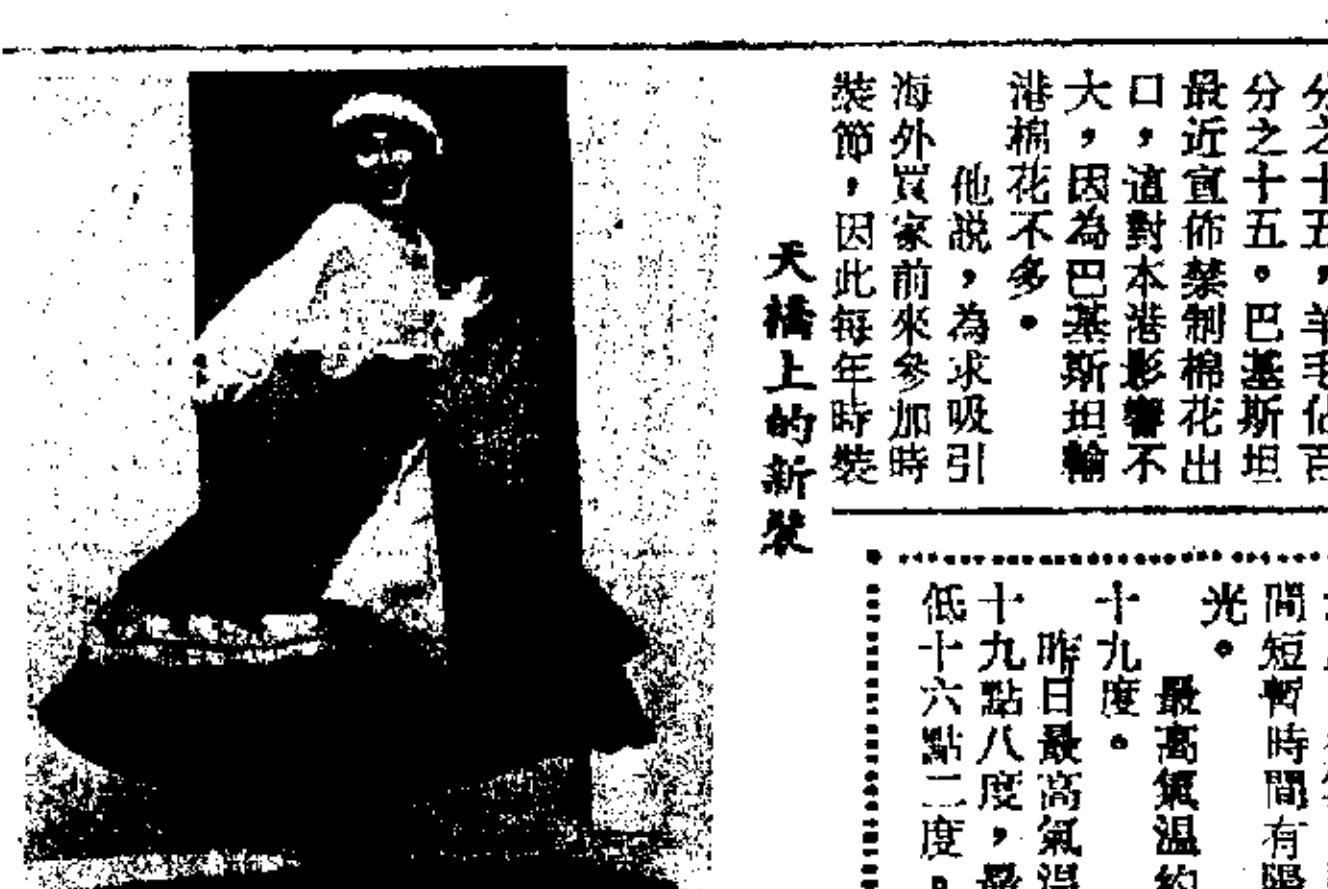 分之十五，羊毛佔百
分之十五。巴基斯坦
最近宣佈禁制棉花出
口，這對本港影響不
大，因為巴基斯坦輸
港棉花不多。
他説，為求吸引
海外買家前來參加時
裝節，因此每年時裝
天橋上的新裝
間短暫時間有陽
光。
最高氣温約
十九度。
昨日最高氣温
十九點八度，最
低十六點二度。